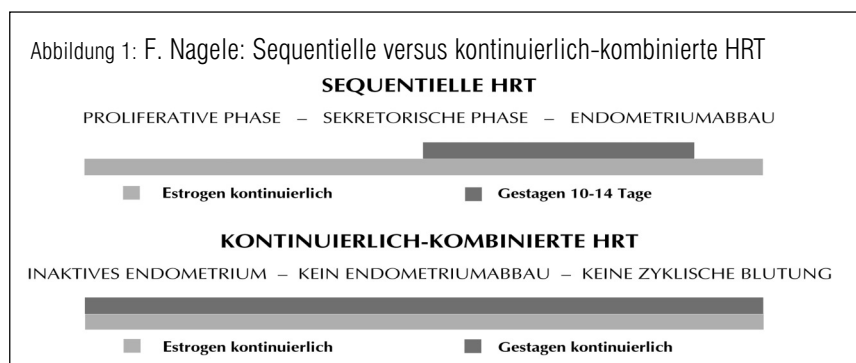 Abbildung 1: F. Nagele: Sequentielle versus kontinuierlich-kombinierte HRT
SEQUENTIELLE HRT
PROLIFERATIVE PHASE – SEKRETORISCHE PHASE – ENDOMETRIUMABBAU
Estrogen kontinuierlich Gestagen 10-14 Tage
KONTINUIERLICH-KOMBINIERTE HRT
INAKTIVES ENDOMETRIUM – KEIN ENDOMETRIUMABBAU – KEINE ZYKLISCHE BLUTUNG
Estrogen kontinuierlich Gestagen kontinuierlich